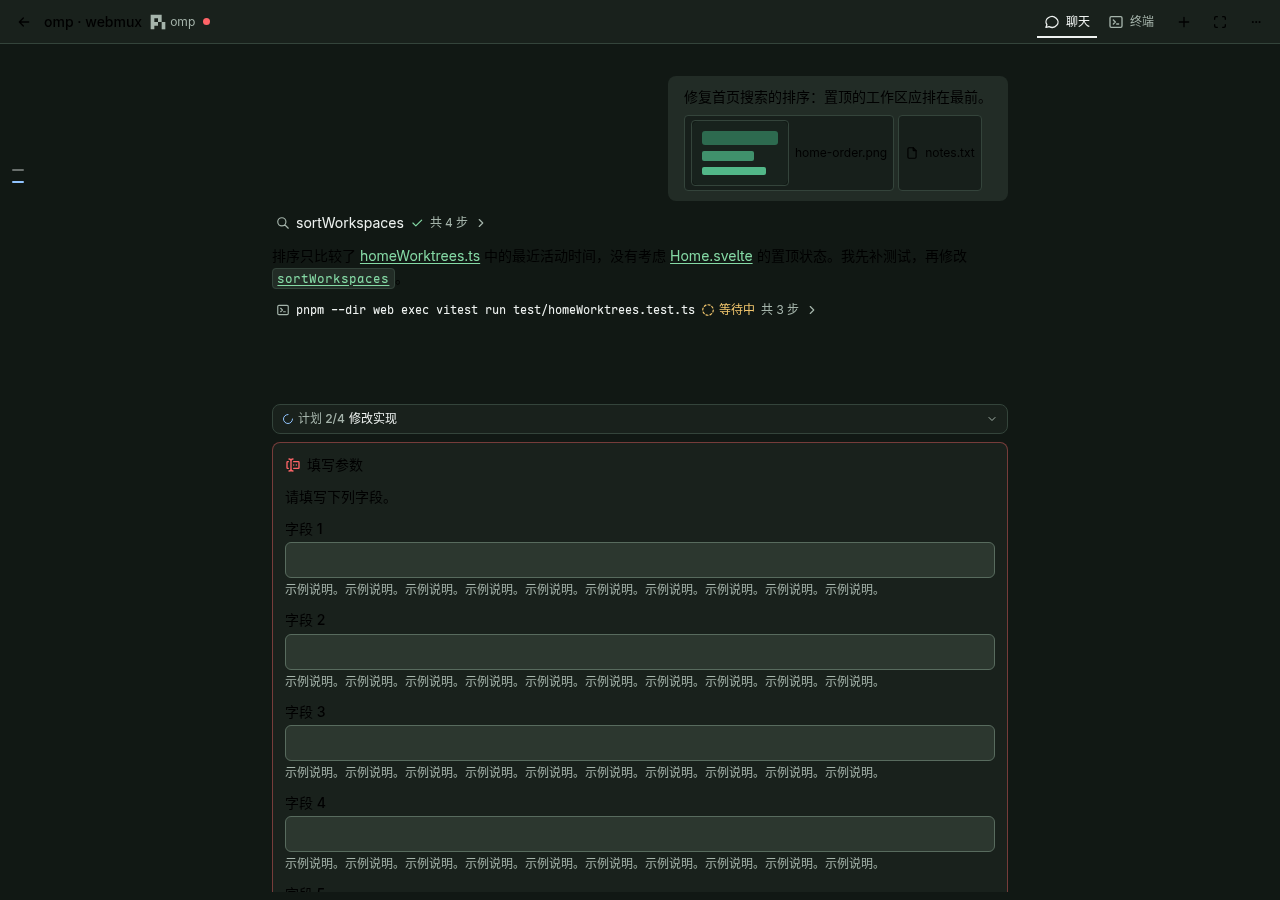 omp · webmux omp
聊天
终端
修复首页搜索的排序：置顶的工作区应排在最前。
home-order.png
notes.txt
sortWorkspaces 共 4 步
排序只比较了 homeWorktrees.ts 中的最近活动时间，没有考虑 Home.svelte 的置顶状态。我先补测试，再修改
sortWorkspaces。
pnpm --dir web exec vitest run test/homeWorktrees.test.ts 等待中 共 3 步
计划 2/4 修改实现
填写参数
请填写下列字段。
字段 1
示例说明。示例说明。示例说明。示例说明。示例说明。示例说明。示例说明。示例说明。示例说明。示例说明。
字段 2
示例说明。示例说明。示例说明。示例说明。示例说明。示例说明。示例说明。示例说明。示例说明。示例说明。
字段 3
示例说明。示例说明。示例说明。示例说明。示例说明。示例说明。示例说明。示例说明。示例说明。示例说明。
字段 4
示例说明。示例说明。示例说明。示例说明。示例说明。示例说明。示例说明。示例说明。示例说明。示例说明。
字段 5